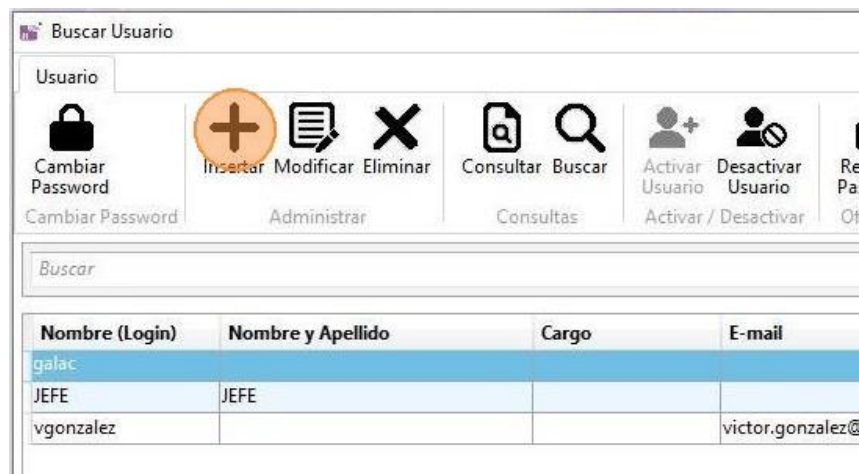 Buscar Usuario
Usuario
Cambiar Password
Insertar Modificar Eliminar
Consultar Buscar
Activar Usuario
Desactivar Usuario
Cambiar Password
Administrar
Consultas
Activar / Desactivar
Buscar
Nombre (Login) Nombre y Apellido Cargo E-mail
galac
JEFE JEFE
vgonzalez victor.gonzalez@